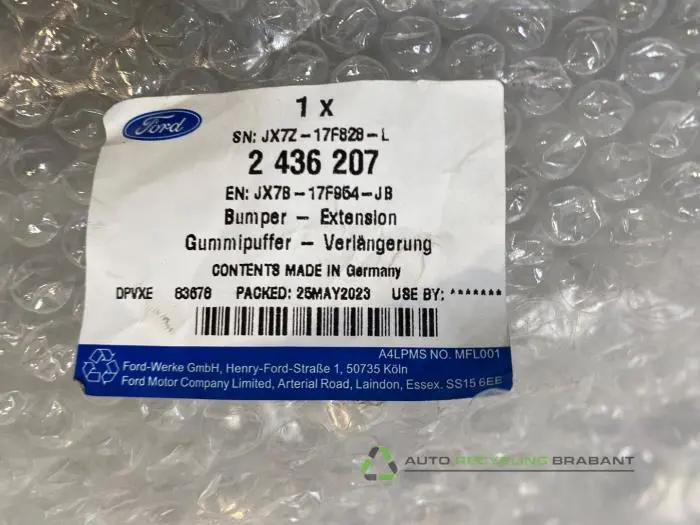 Ford
1 X
SN: JX7Z-17F828-L
2 436 207
EN: JX7B-17F954-JB
Bumper - Extension
Gummipuffer - Verlängerung
CONTENTS MADE IN Germany
DPVXE 83678 PACKED: 25MAY2023 USE BY: *******
A4LPMS NO. MFL001
Ford-Werke GmbH, Henry-Ford-Straße 1, 50735 Köln
Ford Motor Company Limited, Arterial Road, Laindon, Essex. SS15 6EE
AUTO RECYCLING BRABANT